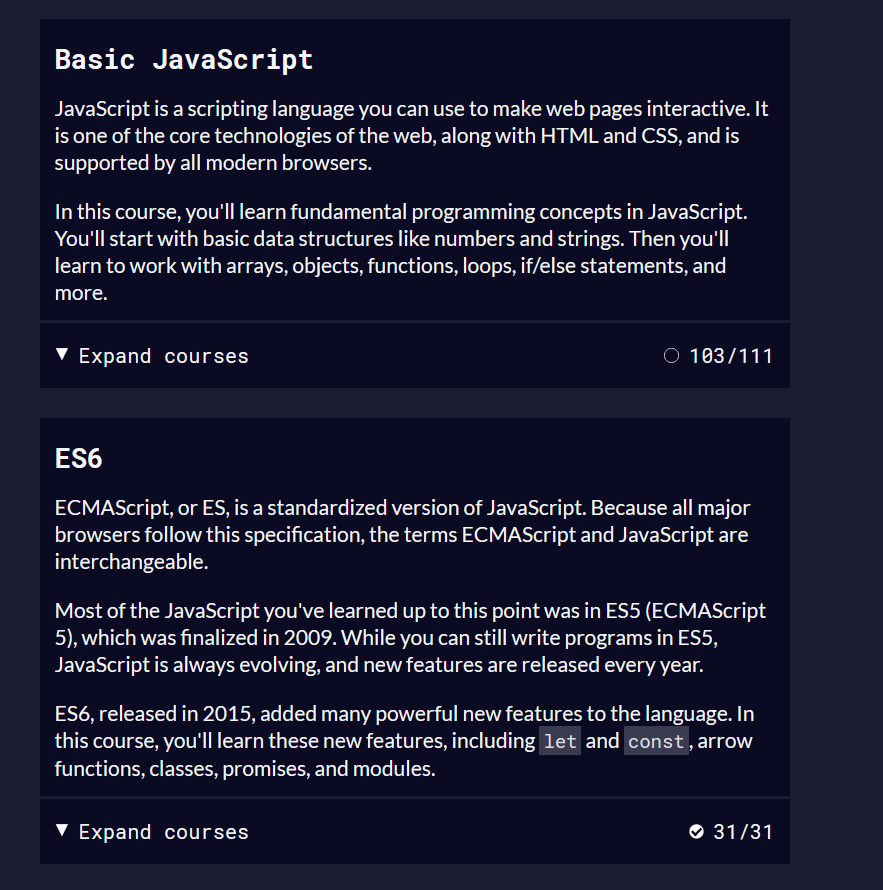 Basic JavaScript
JavaScript is a scripting language you can use to make web pages interactive. It
is one of the core technologies of the web, along with HTML and CSS, and is
supported by all modern browsers.
In this course, you'll learn fundamental programming concepts in JavaScript.
You'll start with basic data structures like numbers and strings. Then you'll
learn to work with arrays, objects, functions, loops, if/else statements, and
more.
Expand courses 103/111
ES6
ECMAScript, or ES, is a standardized version of JavaScript. Because all major
browsers follow this specification, the terms ECMAScript and JavaScript are
interchangeable.
Most of the JavaScript you've learned up to this point was in ES5 (ECMAScript
5), which was finalized in 2009. While you can still write programs in ES5,
JavaScript is always evolving, and new features are released every year.
ES6, released in 2015, added many powerful new features to the language. In
this course, you'll learn these new features, including let and const, arrow
functions, classes, promises, and modules.
Expand courses 31/31